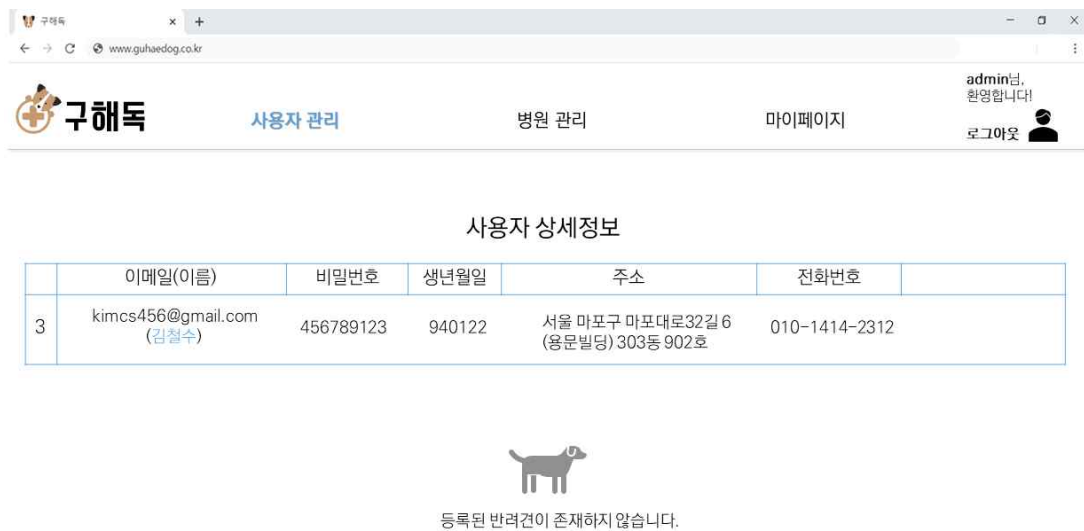 구해독
www.guhaedog.co.kr
admin님,
환영합니다!
구해독
사용자 관리
병원 관리
마이페이지
로그아웃
사용자 상세정보
이메일(이름) 비밀번호 생년월일 주소 전화번호
3
kimcs456@gmail.com
(김철수)
456789123
940122
서울 마포구 마포대로32길 6
(용문빌딩) 303동 902호
010-1414-2312
등록된 반려견이 존재하지 않습니다.